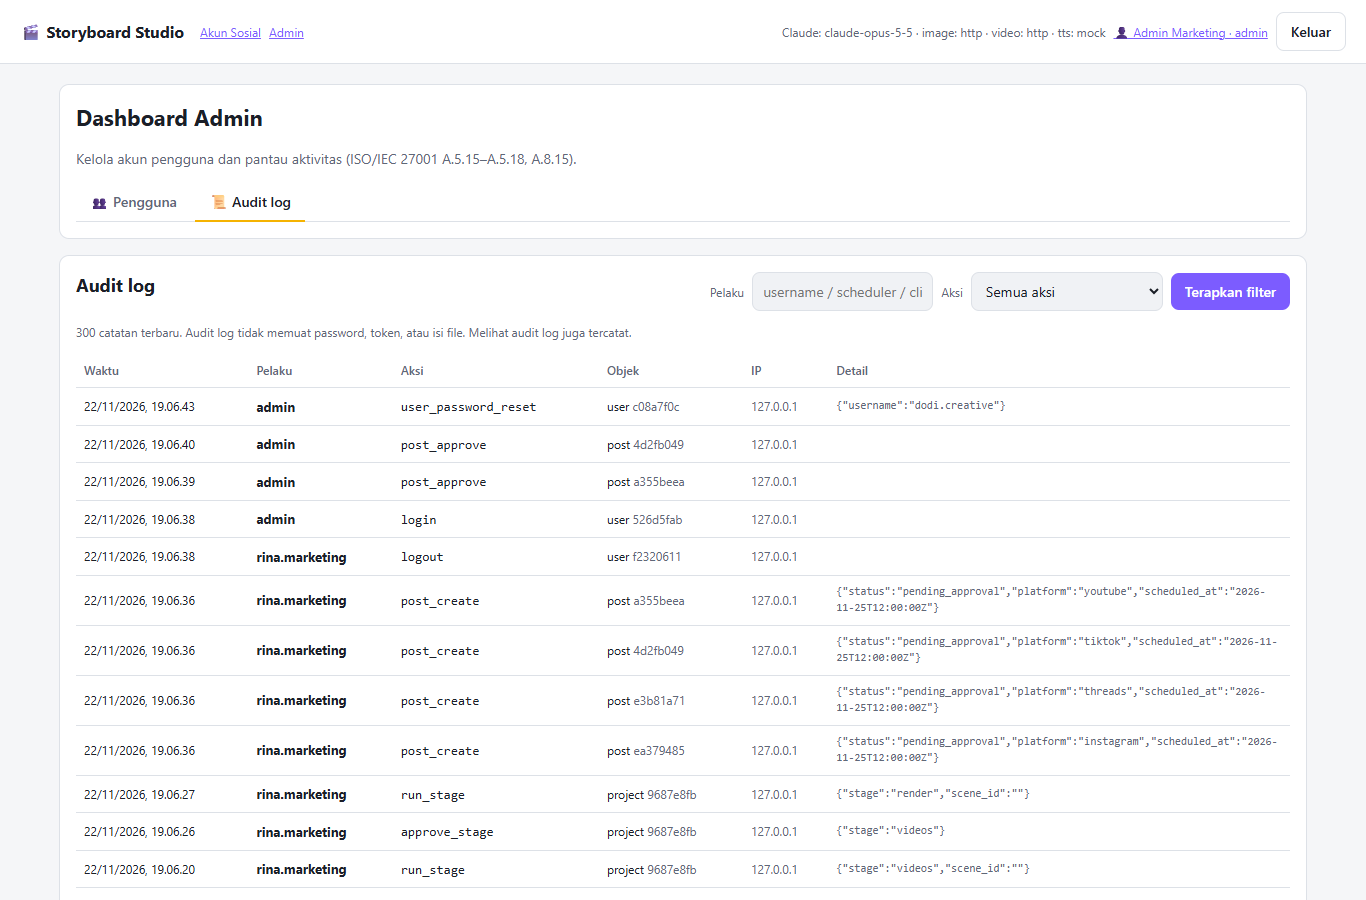 Storyboard Studio Akun Sosial Admin Claude: claude-opus-5-5 · image: http · video: http · tts: mock Admin Marketing · admin Keluar
Dashboard Admin
Kelola akun pengguna dan pantau aktivitas (ISO/IEC 27001 A.5.15–A.5.18, A.8.15).
Pengguna Audit log
Audit log Pelaku username / scheduler / cli Aksi Semua aksi Terapkan filter
300 catatan terbaru. Audit log tidak memuat password, token, atau isi file. Melihat audit log juga tercatat.
Waktu Pelaku Aksi Objek IP Detail
22/11/2026, 19.06.43 admin user_password_reset user c08a7f0c 127.0.0.1 {"username":"dodi.creative"}
22/11/2026, 19.06.40 admin post_approve post 4d2fb049 127.0.0.1
22/11/2026, 19.06.39 admin post_approve post a355beea 127.0.0.1
22/11/2026, 19.06.38 admin login user 526d5fab 127.0.0.1
22/11/2026, 19.06.38 rina.marketing logout user f2320611 127.0.0.1
22/11/2026, 19.06.36 rina.marketing post_create post a355beea 127.0.0.1 {"status":"pending_approval","platform":"youtube","scheduled_at":"2026-
11-25T12:00:00Z"}
22/11/2026, 19.06.36 rina.marketing post_create post 4d2fb049 127.0.0.1 {"status":"pending_approval","platform":"tiktok","scheduled_at":"2026-11-
25T12:00:00Z"}
22/11/2026, 19.06.36 rina.marketing post_create post e3b81a71 127.0.0.1 {"status":"pending_approval","platform":"threads","scheduled_at":"2026-
11-25T12:00:00Z"}
22/11/2026, 19.06.36 rina.marketing post_create post ea379485 127.0.0.1 {"status":"pending_approval","platform":"instagram","scheduled_at":"2026-
11-25T12:00:00Z"}
22/11/2026, 19.06.27 rina.marketing run_stage project 9687e8fb 127.0.0.1 {"stage":"render","scene_id":""}
22/11/2026, 19.06.26 rina.marketing approve_stage project 9687e8fb 127.0.0.1 {"stage":"videos"}
22/11/2026, 19.06.20 rina.marketing run_stage project 9687e8fb 127.0.0.1 {"stage":"videos","scene_id":""}